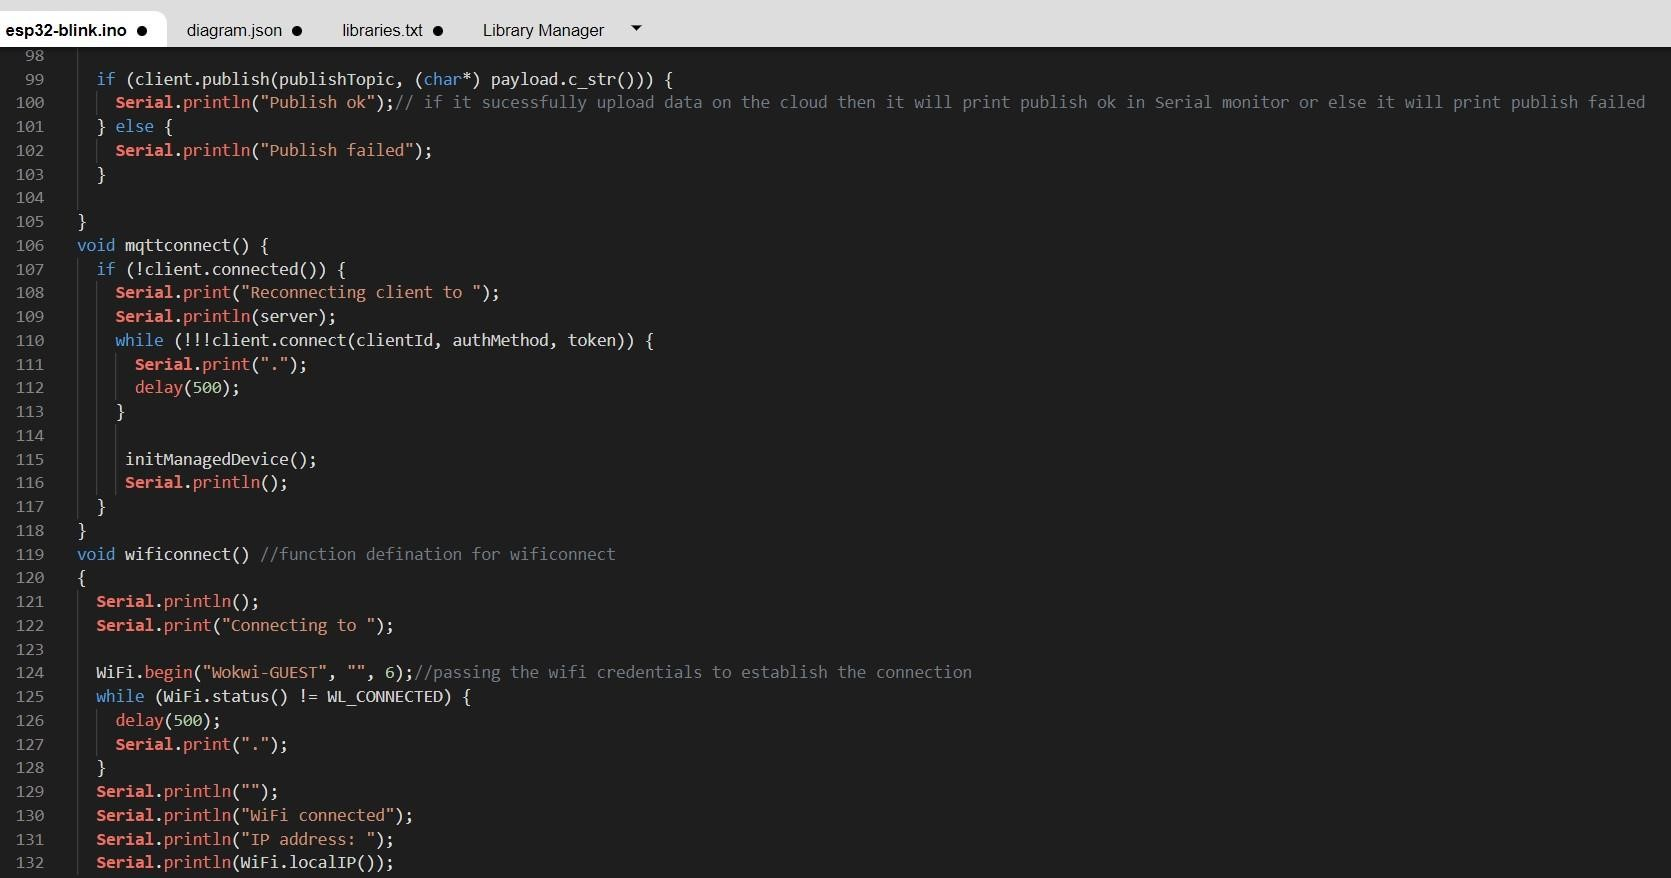 esp32-blink.ino ● diagram.json ● libraries.txt ● Library Manager
98
99 if (client.publish(publishTopic, (char*) payload.c_str())) {
100 Serial.println("Publish ok");// if it sucessfully upload data on the cloud then it will print publish ok in Serial monitor or else it will print publish failed
101 } else {
102 Serial.println("Publish failed");
103 }
104
105 }
106 void mqttconnect() {
107 if (!client.connected()) {
108 Serial.print("Reconnecting client to ");
109 Serial.println(server);
110 while (!!!client.connect(clientId, authMethod, token)) {
111 Serial.print(".");
112 delay(500);
113 }
114
115 initManagedDevice();
116 Serial.println();
117 }
118 }
119 void wificonnect() //function defination for wificonnect
120 {
121 Serial.println();
122 Serial.print("Connecting to ");
123
124 WiFi.begin("Wokwi-GUEST", "", 6);//passing the wifi credentials to establish the connection
125 while (WiFi.status() != WL_CONNECTED) {
126 delay(500);
127 Serial.print(".");
128 }
129 Serial.println("");
130 Serial.println("WiFi connected");
131 Serial.println("IP address: ");
132 Serial.println(WiFi.localIP());